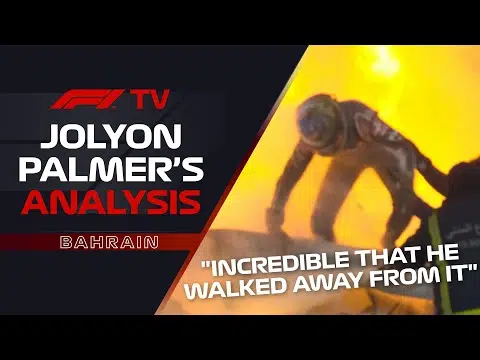 F1 TV
JOLYON
PALMER'S
ANALYSIS
BAHRAIN
"INCREDIBLE THAT HE
WALKED AWAY FROM IT"